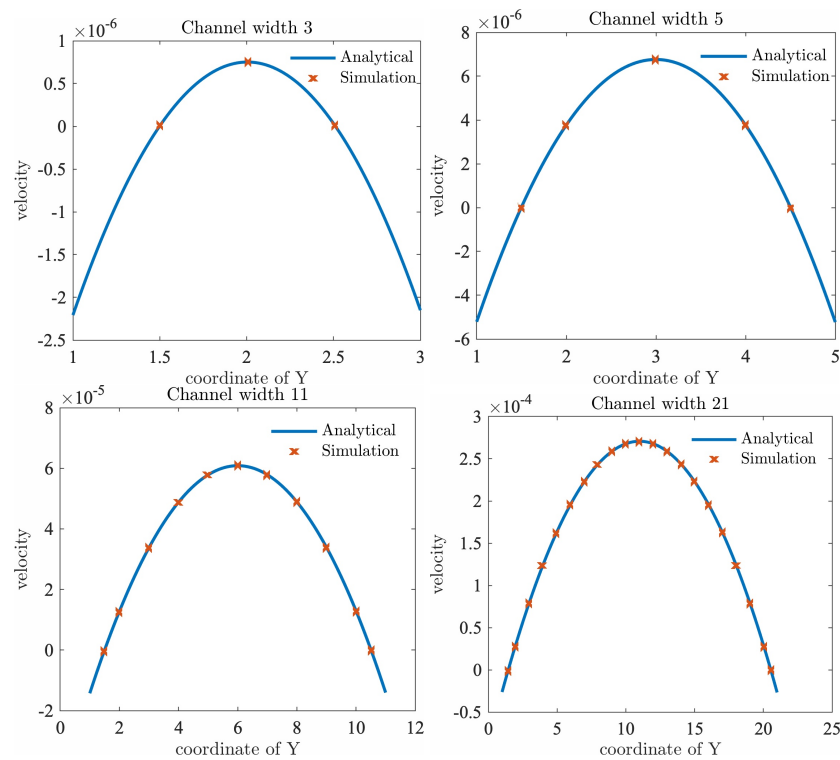 ×10⁻⁶
Channel width 3
Analytical
Simulation
1
0.5
0
-0.5
-1
-1.5
-2
-2.5
velocity
1
1.5
2
2.5
3
coordinate of Y
×10⁻⁶
Channel width 5
Analytical
Simulation
8
6
4
2
0
-2
-4
-6
velocity
1
2
3
4
5
coordinate of Y
×10⁻⁵
Channel width 11
Analytical
Simulation
8
6
4
2
0
-2
velocity
0
2
4
6
8
10
12
coordinate of Y
×10⁻⁴
Channel width 21
Analytical
Simulation
3
2.5
2
1.5
1
0.5
0
-0.5
velocity
0
5
10
15
20
25
coordinate of Y